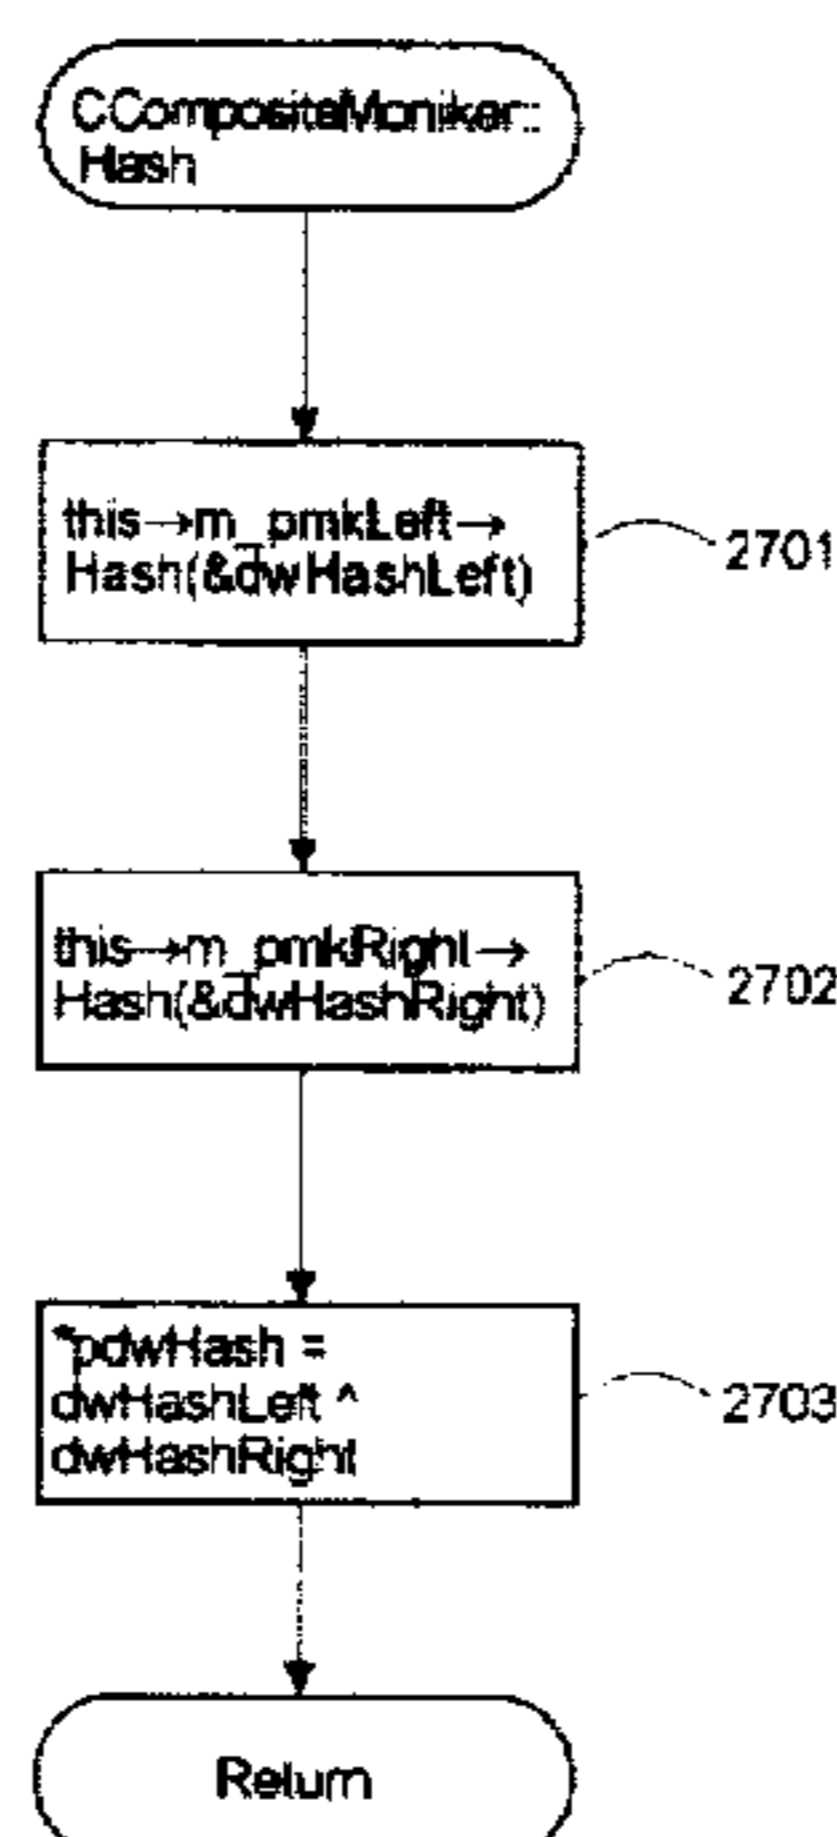 CCompositeMoniker::
Hash
this→m_pmkLeft→
Hash(&dwHashLeft)
2701
this→m_pmkRight→
Hash(&dwHashRight)
2702
*pdwHash =
dwHashLeft ^
dwHashRight
2703
Return